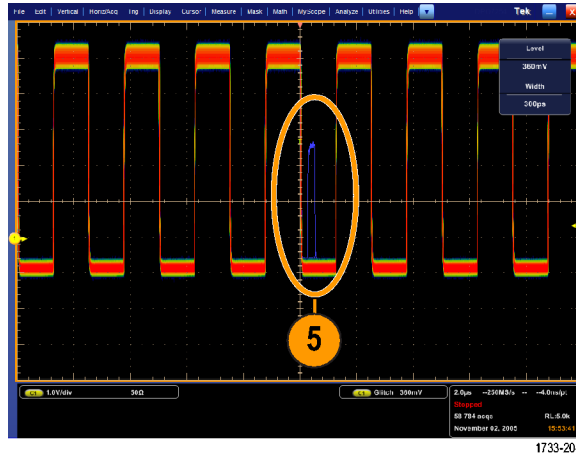 File Edit Vertical Horiz/Acq Trig Display Cursor Measure Mask Math MyScope Analyze Utilities Help Tek
Level
360mV
Width
300ps
5
C1 1.0V/div 50Ω
C1 Glitch 360mV
2.0µs 250MS/s 4.0ns/pt
Stopped
58 784 acqs RL:5.0k
November 02, 2005 15:53:41
1733-20